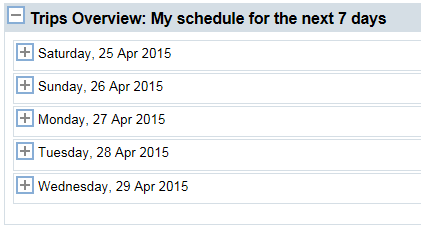 Trips Overview: My schedule for the next 7 days
Saturday, 25 Apr 2015
Sunday, 26 Apr 2015
Monday, 27 Apr 2015
Tuesday, 28 Apr 2015
Wednesday, 29 Apr 2015